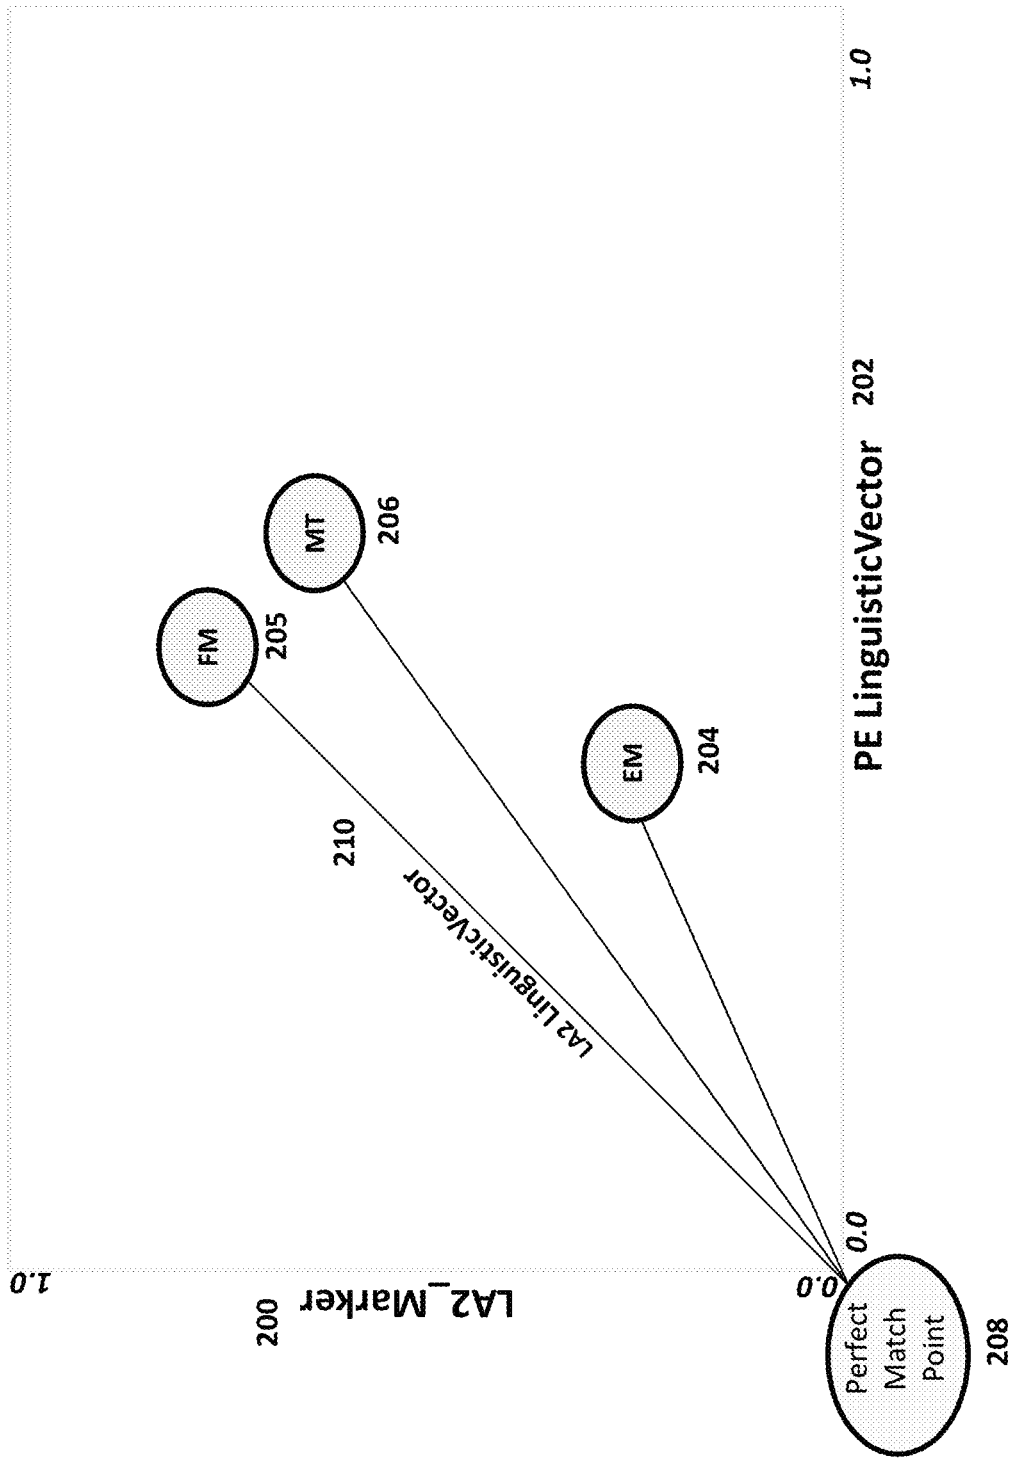 1.0
LA2_Marker
200
0.0
Perfect
Match
Point
208
0.0
PE LinguisticVector 202
1.0
LA2 LinguisticVector
210
FM
205
MT
206
EM
204